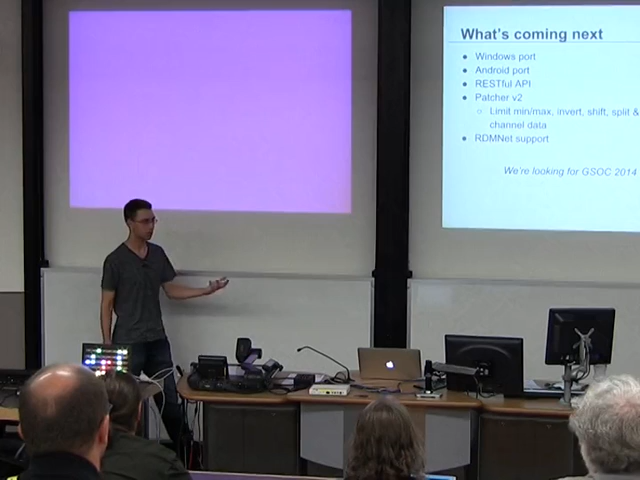 What's coming next
● Windows port
● Android port
● RESTful API
● Patcher v2
○ Limit min/max, invert, shift, split &
channel data
● RDMNet support
We're looking for GSOC 2014